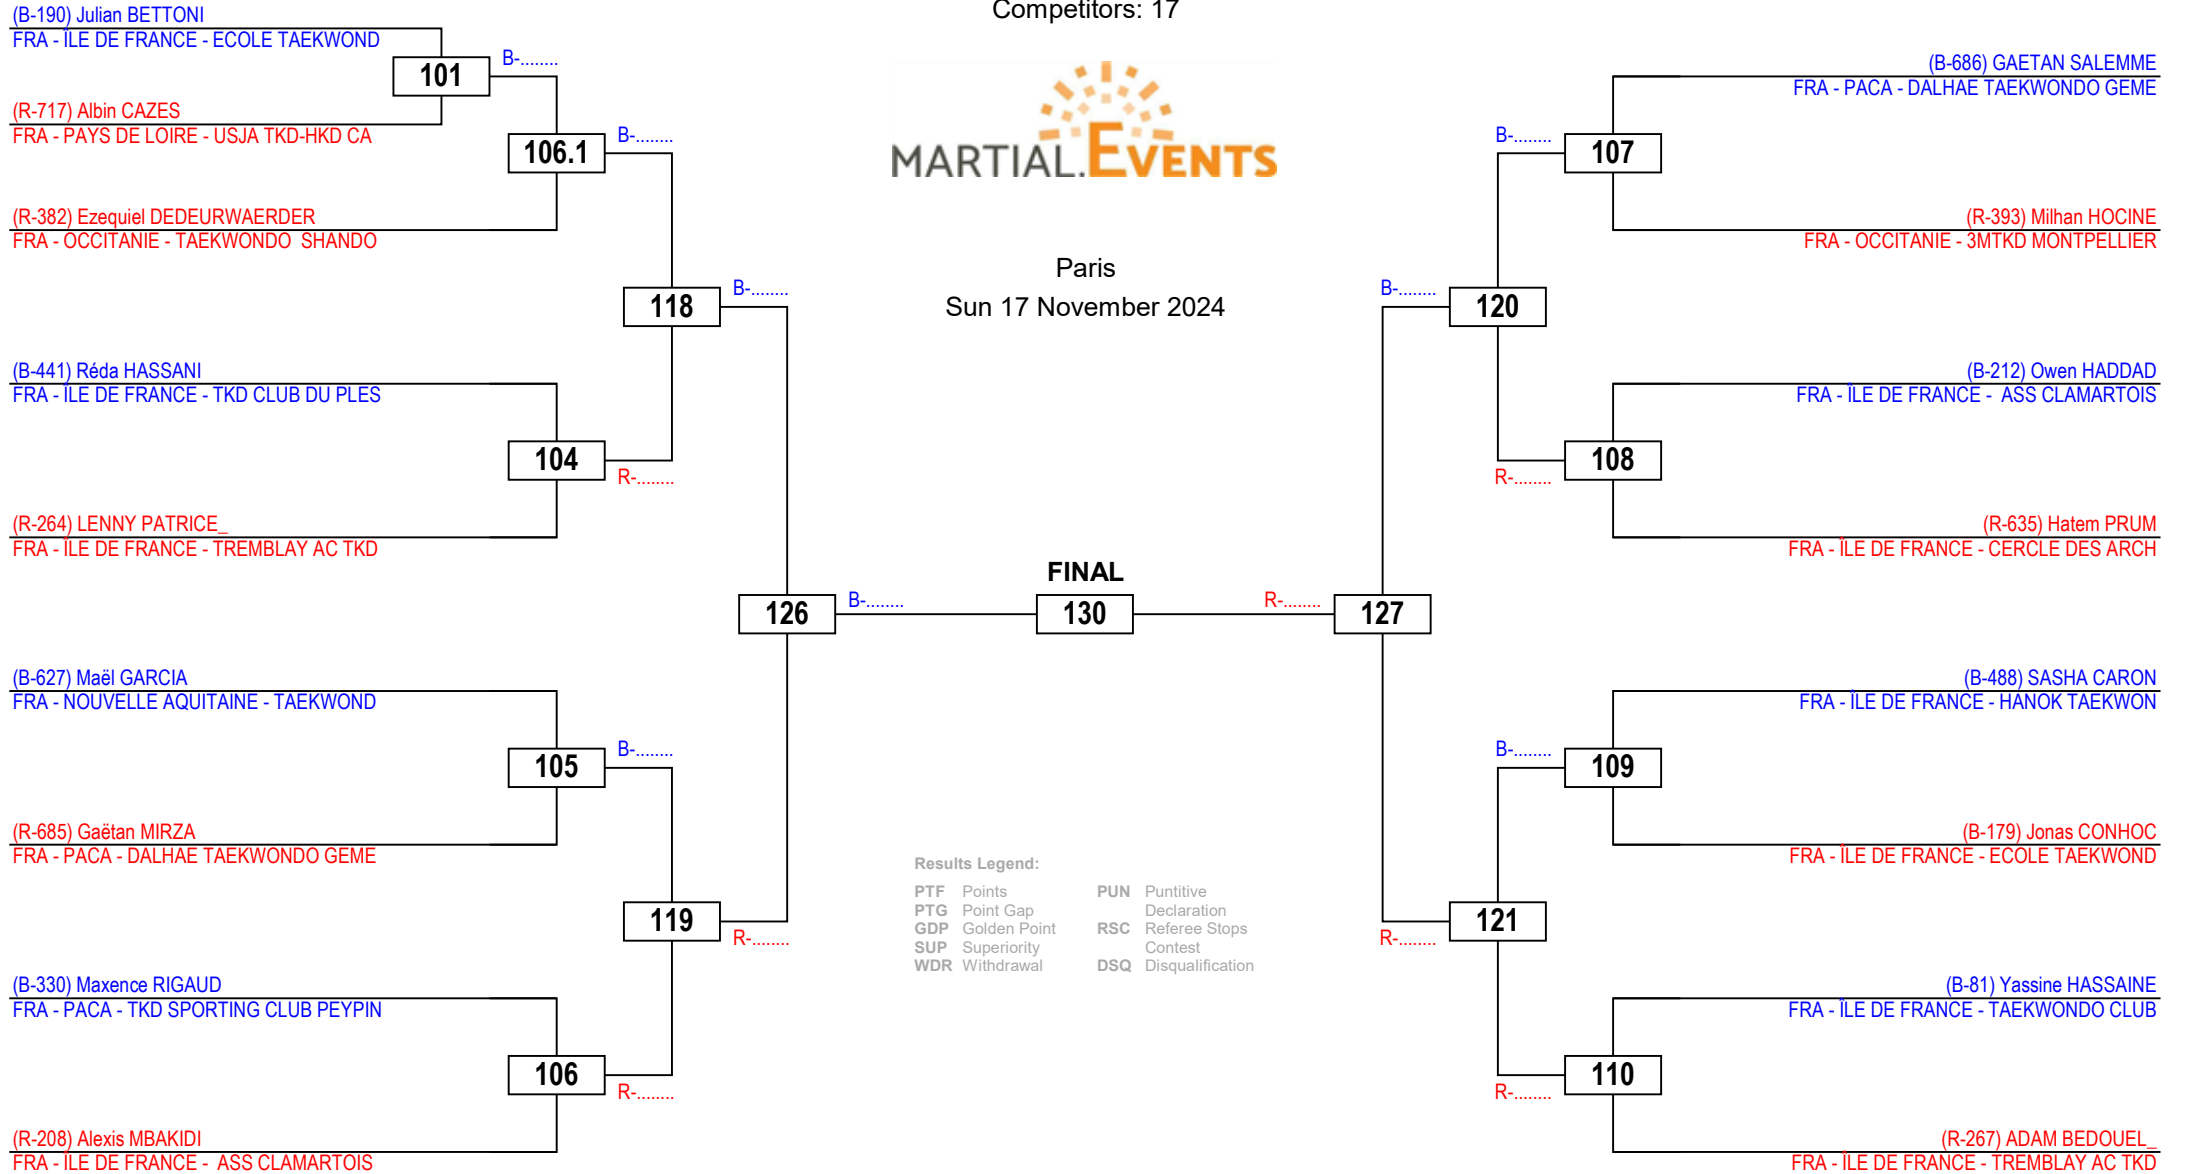 Competitors: 17
MARTIAL.EVENTS
Paris
Sun 17 November 2024
(B-190) Julian BETTONI
FRA - ÎLE DE FRANCE - ECOLE TAEKWOND
101
B-........
(R-717) Albin CAZES
FRA - PAYS DE LOIRE - USJA TKD-HKD CA
106.1
B-........
(R-382) Ezequiel DEDEURWAERDER
FRA - OCCITANIE - TAEKWONDO  SHANDO
118
B-........
(B-441) Réda HASSANI
FRA - ÎLE DE FRANCE - TKD CLUB DU PLES
104
R-........
(R-264) LENNY PATRICE_
FRA - ÎLE DE FRANCE - TREMBLAY AC TKD
126
B-........
(B-627) Maël GARCIA
FRA - NOUVELLE AQUITAINE - TAEKWOND
105
B-........
(R-685) Gaëtan MIRZA
FRA - PACA - DALHAE TAEKWONDO GEME
119
R-........
(B-330) Maxence RIGAUD
FRA - PACA - TKD SPORTING CLUB PEYPIN
106
R-........
(R-208) Alexis MBAKIDI
FRA - ÎLE DE FRANCE -  ASS CLAMARTOIS
FINAL
130
(B-686) GAETAN SALEMME
FRA - PACA - DALHAE TAEKWONDO GEME
B-........
107
(R-393) Milhan HOCINE
FRA - OCCITANIE - 3MTKD MONTPELLIER
B-........
120
(B-212) Owen HADDAD
FRA - ÎLE DE FRANCE -  ASS CLAMARTOIS
108
R-........
(R-635) Hatem PRUM
FRA - ÎLE DE FRANCE - CERCLE DES ARCH
R-........
127
(B-488) SASHA CARON
FRA - ÎLE DE FRANCE - HANOK TAEKWON
B-........
109
(B-179) Jonas CONHOC
FRA - ÎLE DE FRANCE - ECOLE TAEKWOND
121
R-........
(B-81) Yassine HASSAINE
FRA - ÎLE DE FRANCE - TAEKWONDO CLUB
110
R-........
(R-267) ADAM BEDOUEL_
FRA - ÎLE DE FRANCE - TREMBLAY AC TKD
Results Legend:
PTF Points
PTG Point Gap
GDP Golden Point
SUP Superiority
WDR Withdrawal
PUN Puntitive
Declaration
RSC Referee Stops
Contest
DSQ Disqualification